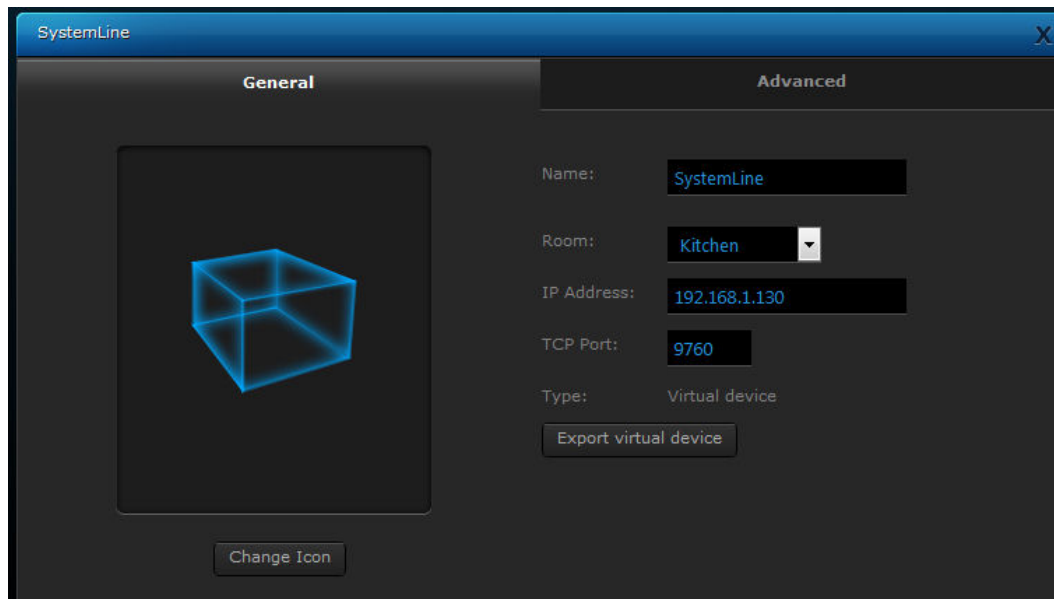 SystemLine
X
General
Advanced
Name:
SystemLine
Room:
Kitchen
IP Address:
192.168.1.130
TCP Port:
9760
Type:
Virtual device
Export virtual device
Change Icon